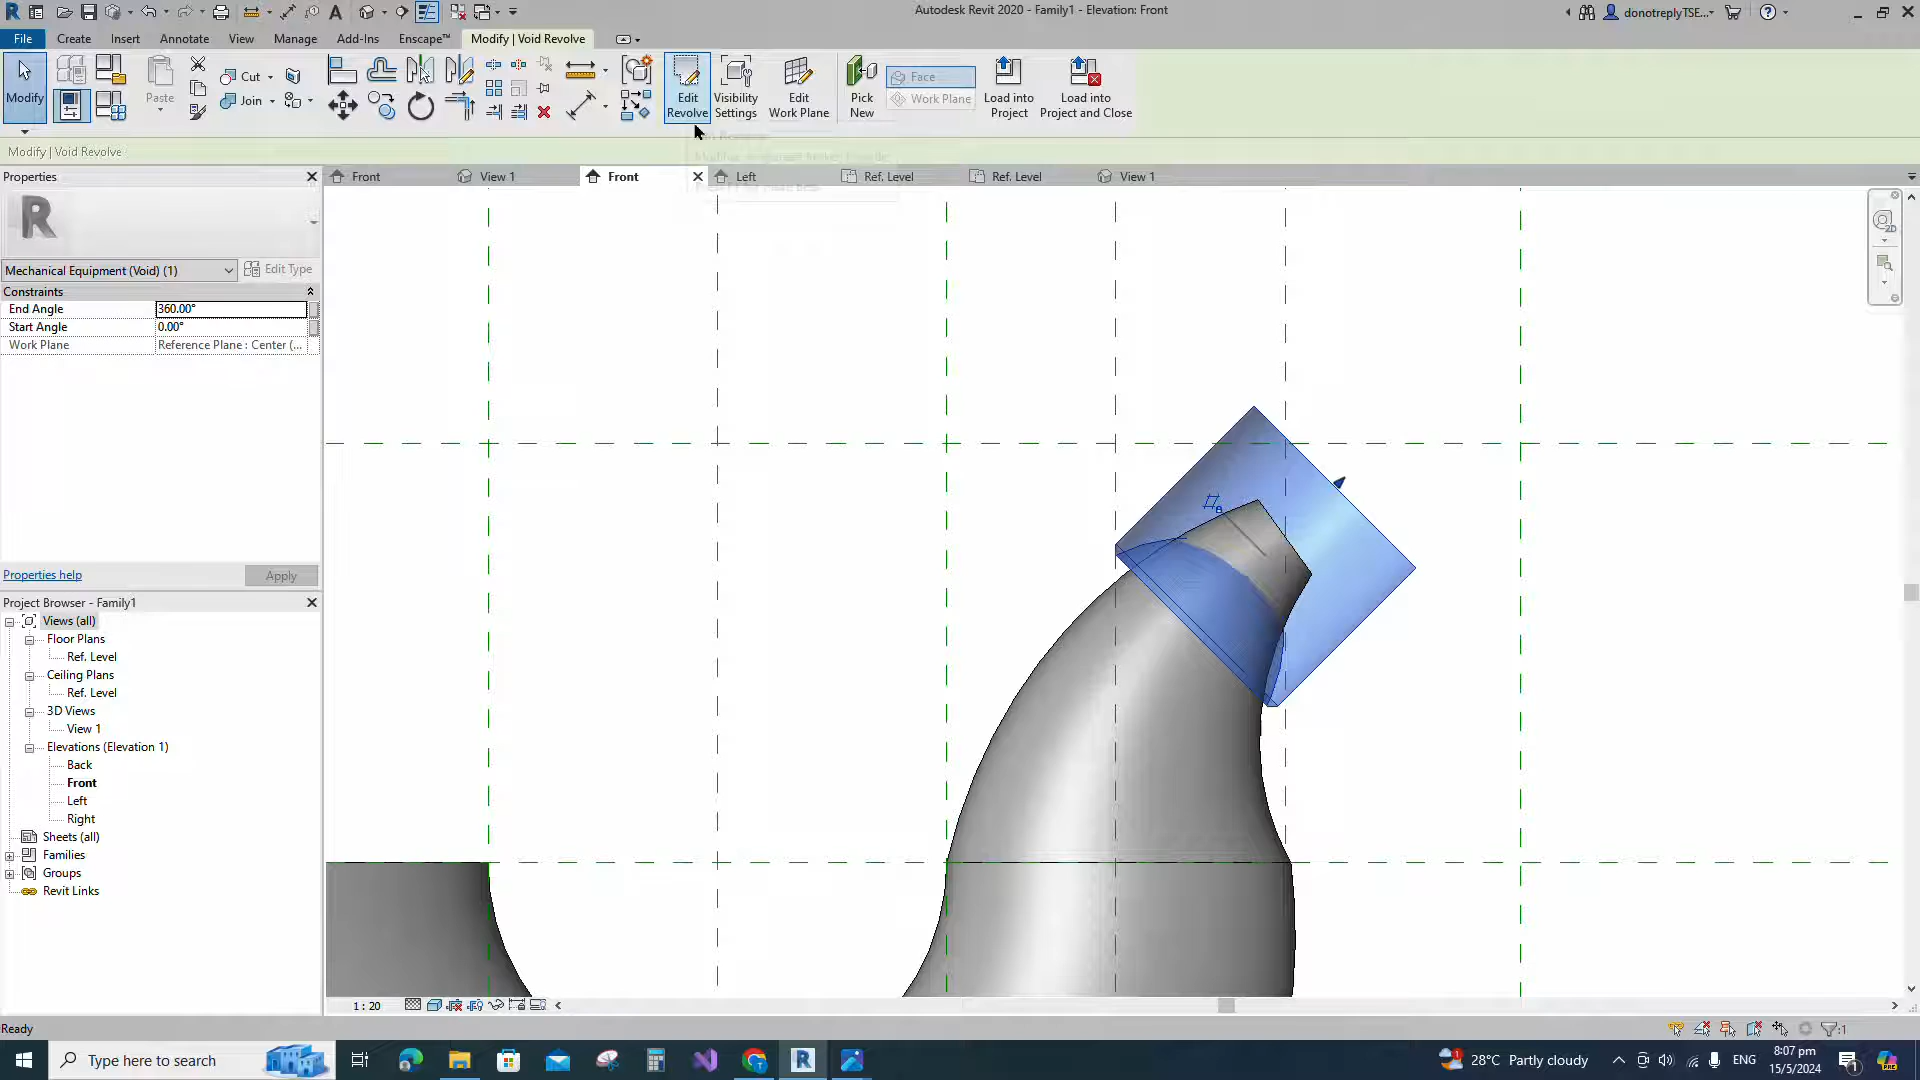 Autodesk Revit 2020 - Family1 - Elevation: Front
donotreplyTSE...
File Create Insert Annotate View Manage Add-Ins Enscape™ Modify | Void Revolve
Modify
Paste
Cut
Join
Edit Revolve
Visibility Settings
Edit Work Plane
Pick New
Face
Work Plane
Load into Project
Load into Project and Close
Modify | Void Revolve
Properties
Front
View 1
Front
Left
Ref. Level
Ref. Level
View 1
R
2D
Mechanical Equipment (Void) (1)
Edit Type
Constraints
End Angle 360.00°
Start Angle 0.00°
Work Plane Reference Plane : Center (...
Properties help
Apply
Project Browser - Family1
Views (all)
Floor Plans
Ref. Level
Ceiling Plans
Ref. Level
3D Views
View 1
Elevations (Elevation 1)
Back
Front
Left
Right
Sheets (all)
Families
Groups
Revit Links
1 : 20
Ready
:1
Type here to search
28°C Partly cloudy
ENG
8:07 pm
15/5/2024
1